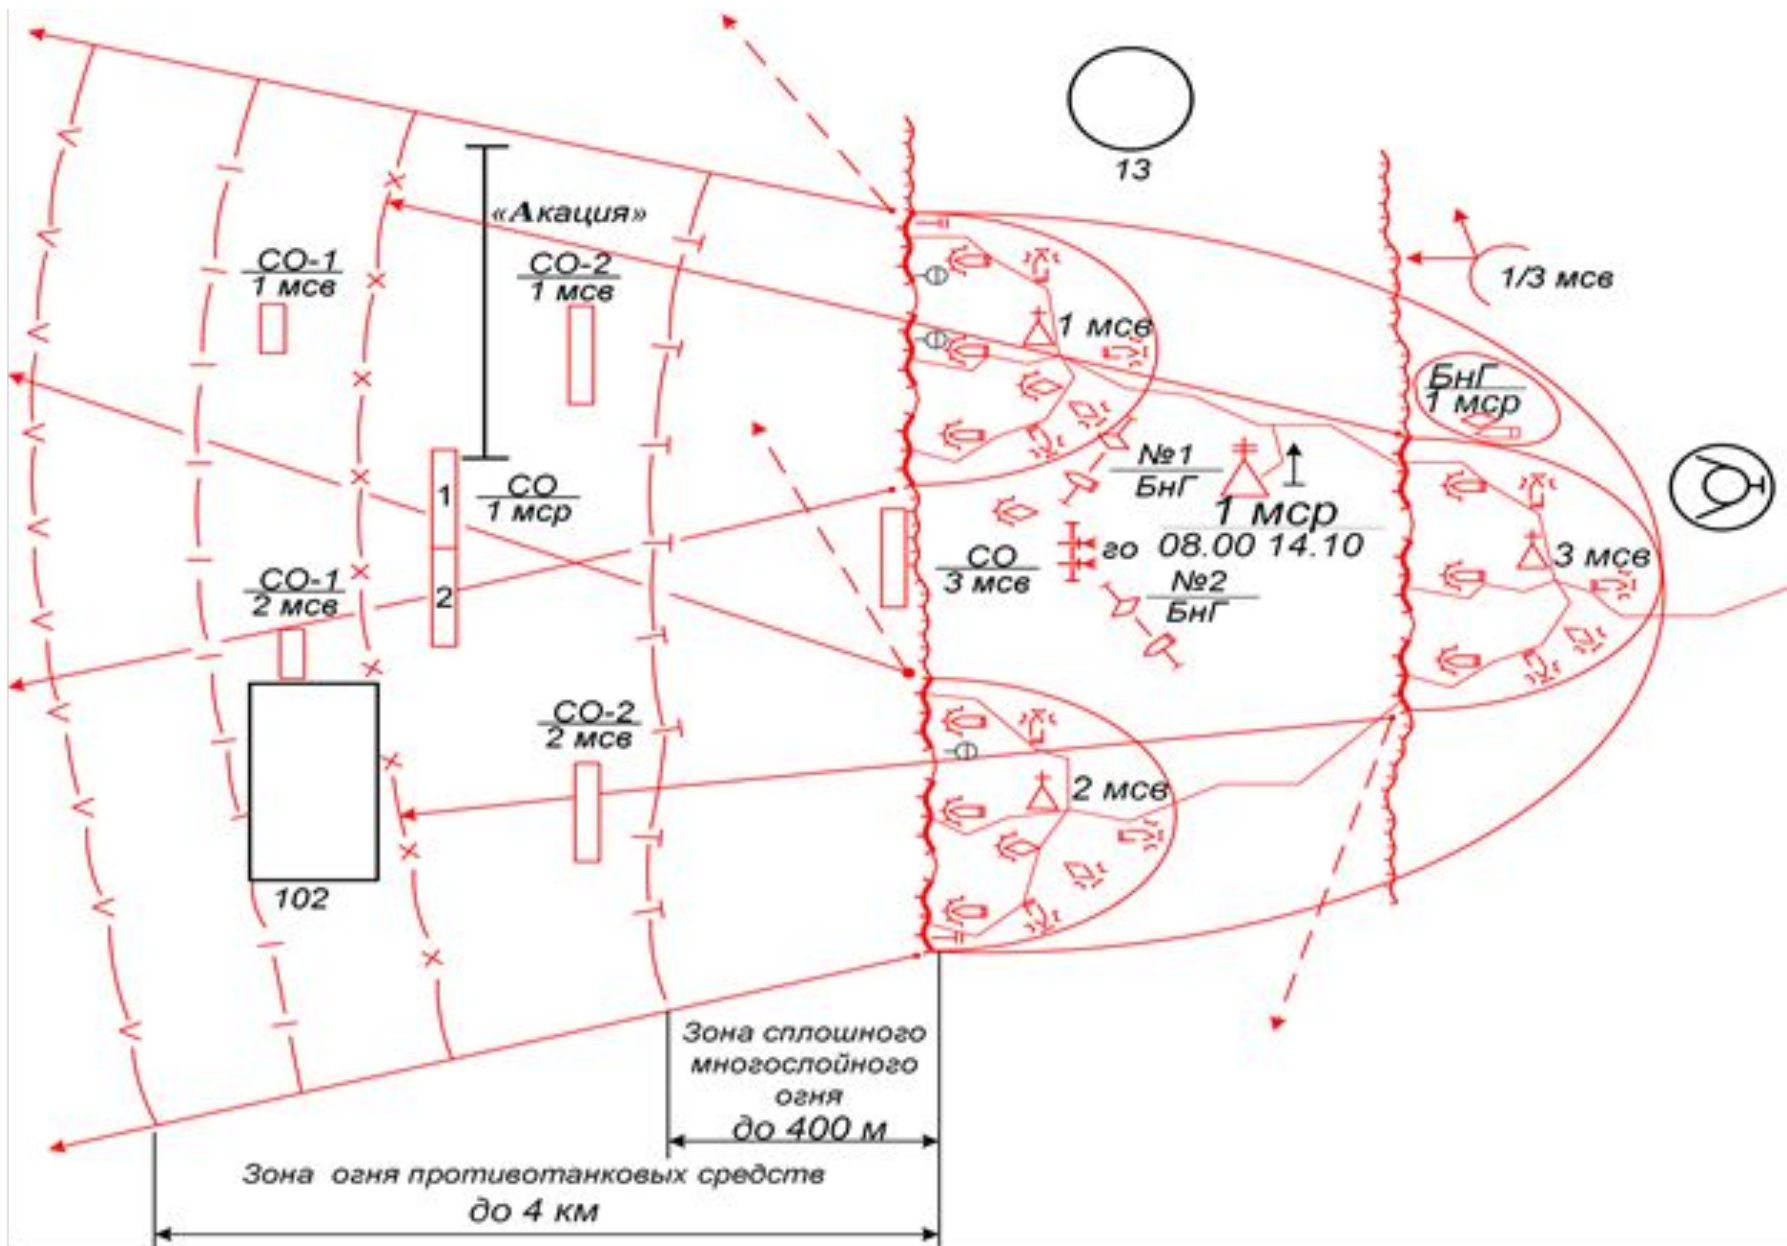 13
«Акация»
СО-1
1 мсв
СО-2
1 мсв
1/3 мсв
1 мсв
БнГ
1 мср
1
СО
1 мср
№1
БнГ
1 мср
го 08.00 14.10
СО
3 мсв
3 мсв
СО-1
2 мсв
2
№2
БнГ
СО-2
2 мсв
2 мсв
102
Зона сплошного
многослойного
огня
до 400 м
Зона огня противотанковых средств
до 4 км